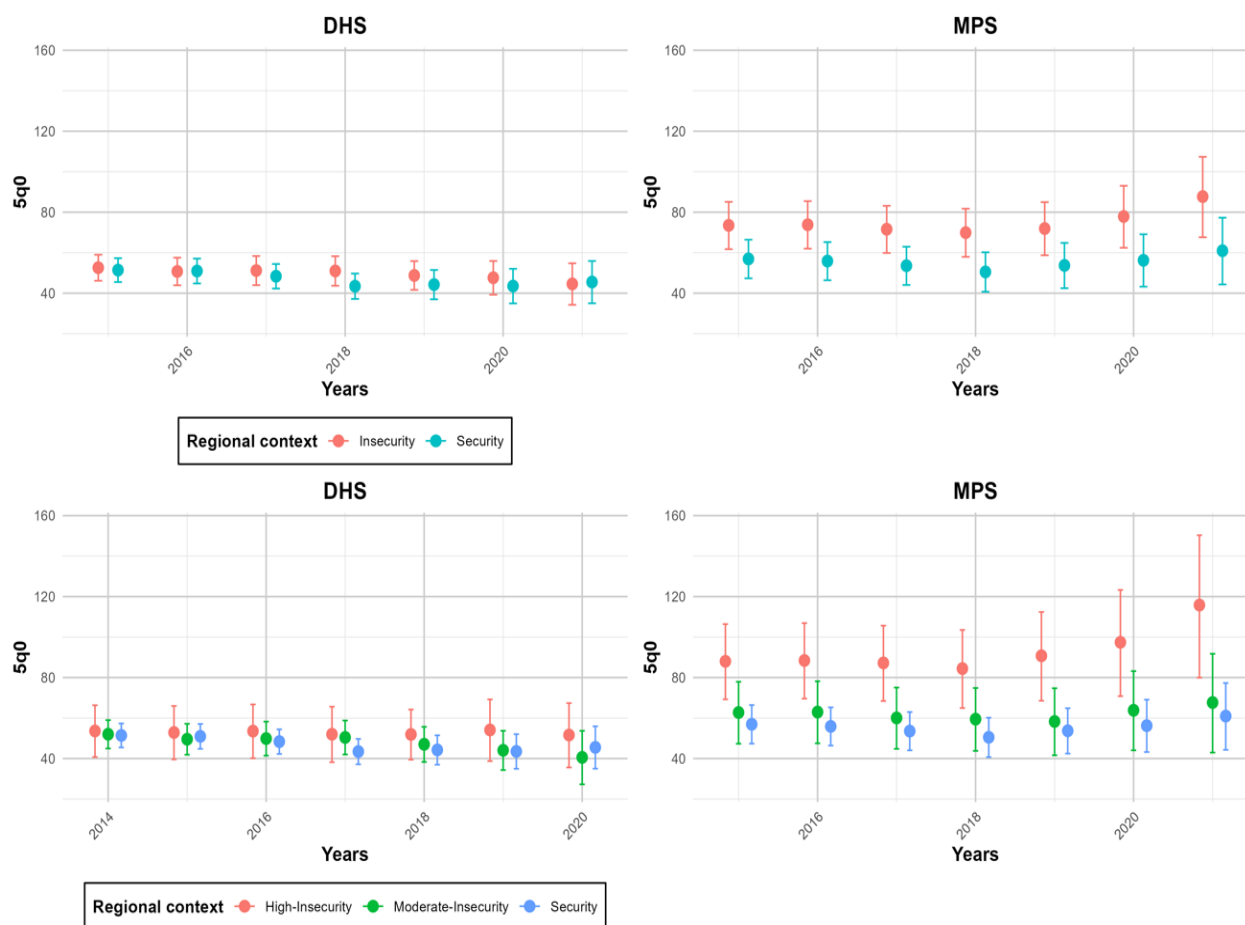 DHS
MPS
160
120
80
40
5q0
2016
2018
2020
Years
160
120
80
40
5q0
2016
2018
2020
Years
Regional context Insecurity Security
DHS
MPS
160
120
80
40
5q0
2014
2016
2018
2020
Years
160
120
80
40
5q0
2016
2018
2020
Years
Regional context High-Insecurity Moderate-Insecurity Security